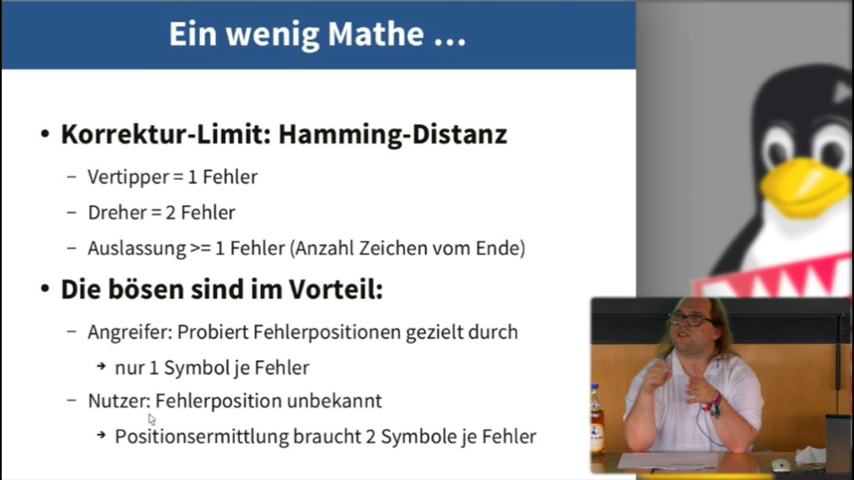 Ein wenig Mathe ...
• Korrektur-Limit: Hamming-Distanz
– Vertipper = 1 Fehler
– Dreher = 2 Fehler
– Auslassung >= 1 Fehler (Anzahl Zeichen vom Ende)
• Die bösen sind im Vorteil:
– Angreifer: Probiert Fehlerpositionen gezielt durch
➔ nur 1 Symbol je Fehler
– Nutzer: Fehlerposition unbekannt
➔ Positionsermittlung braucht 2 Symbole je Fehler